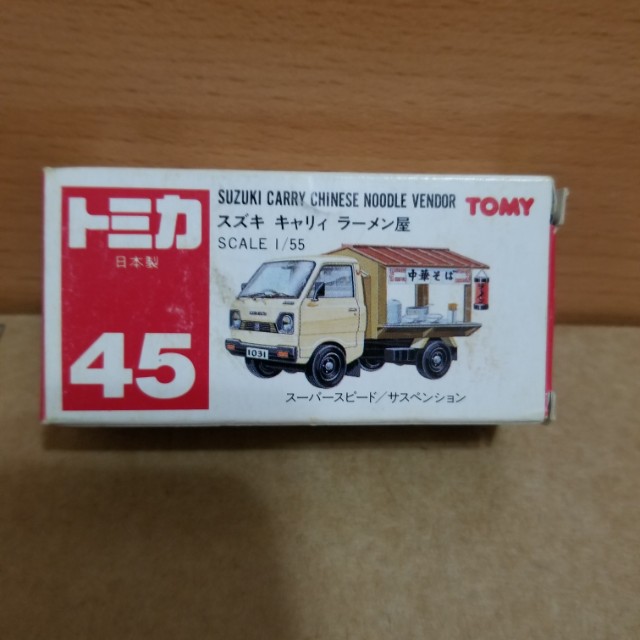 トミカ
日本製
45
SUZUKI CARRY CHINESE NOODLE VENDOR
TOMY
スズキ キャリィ ラーメン屋
SCALE 1/55
中華そば
1031
スーパースピード/サスペンション